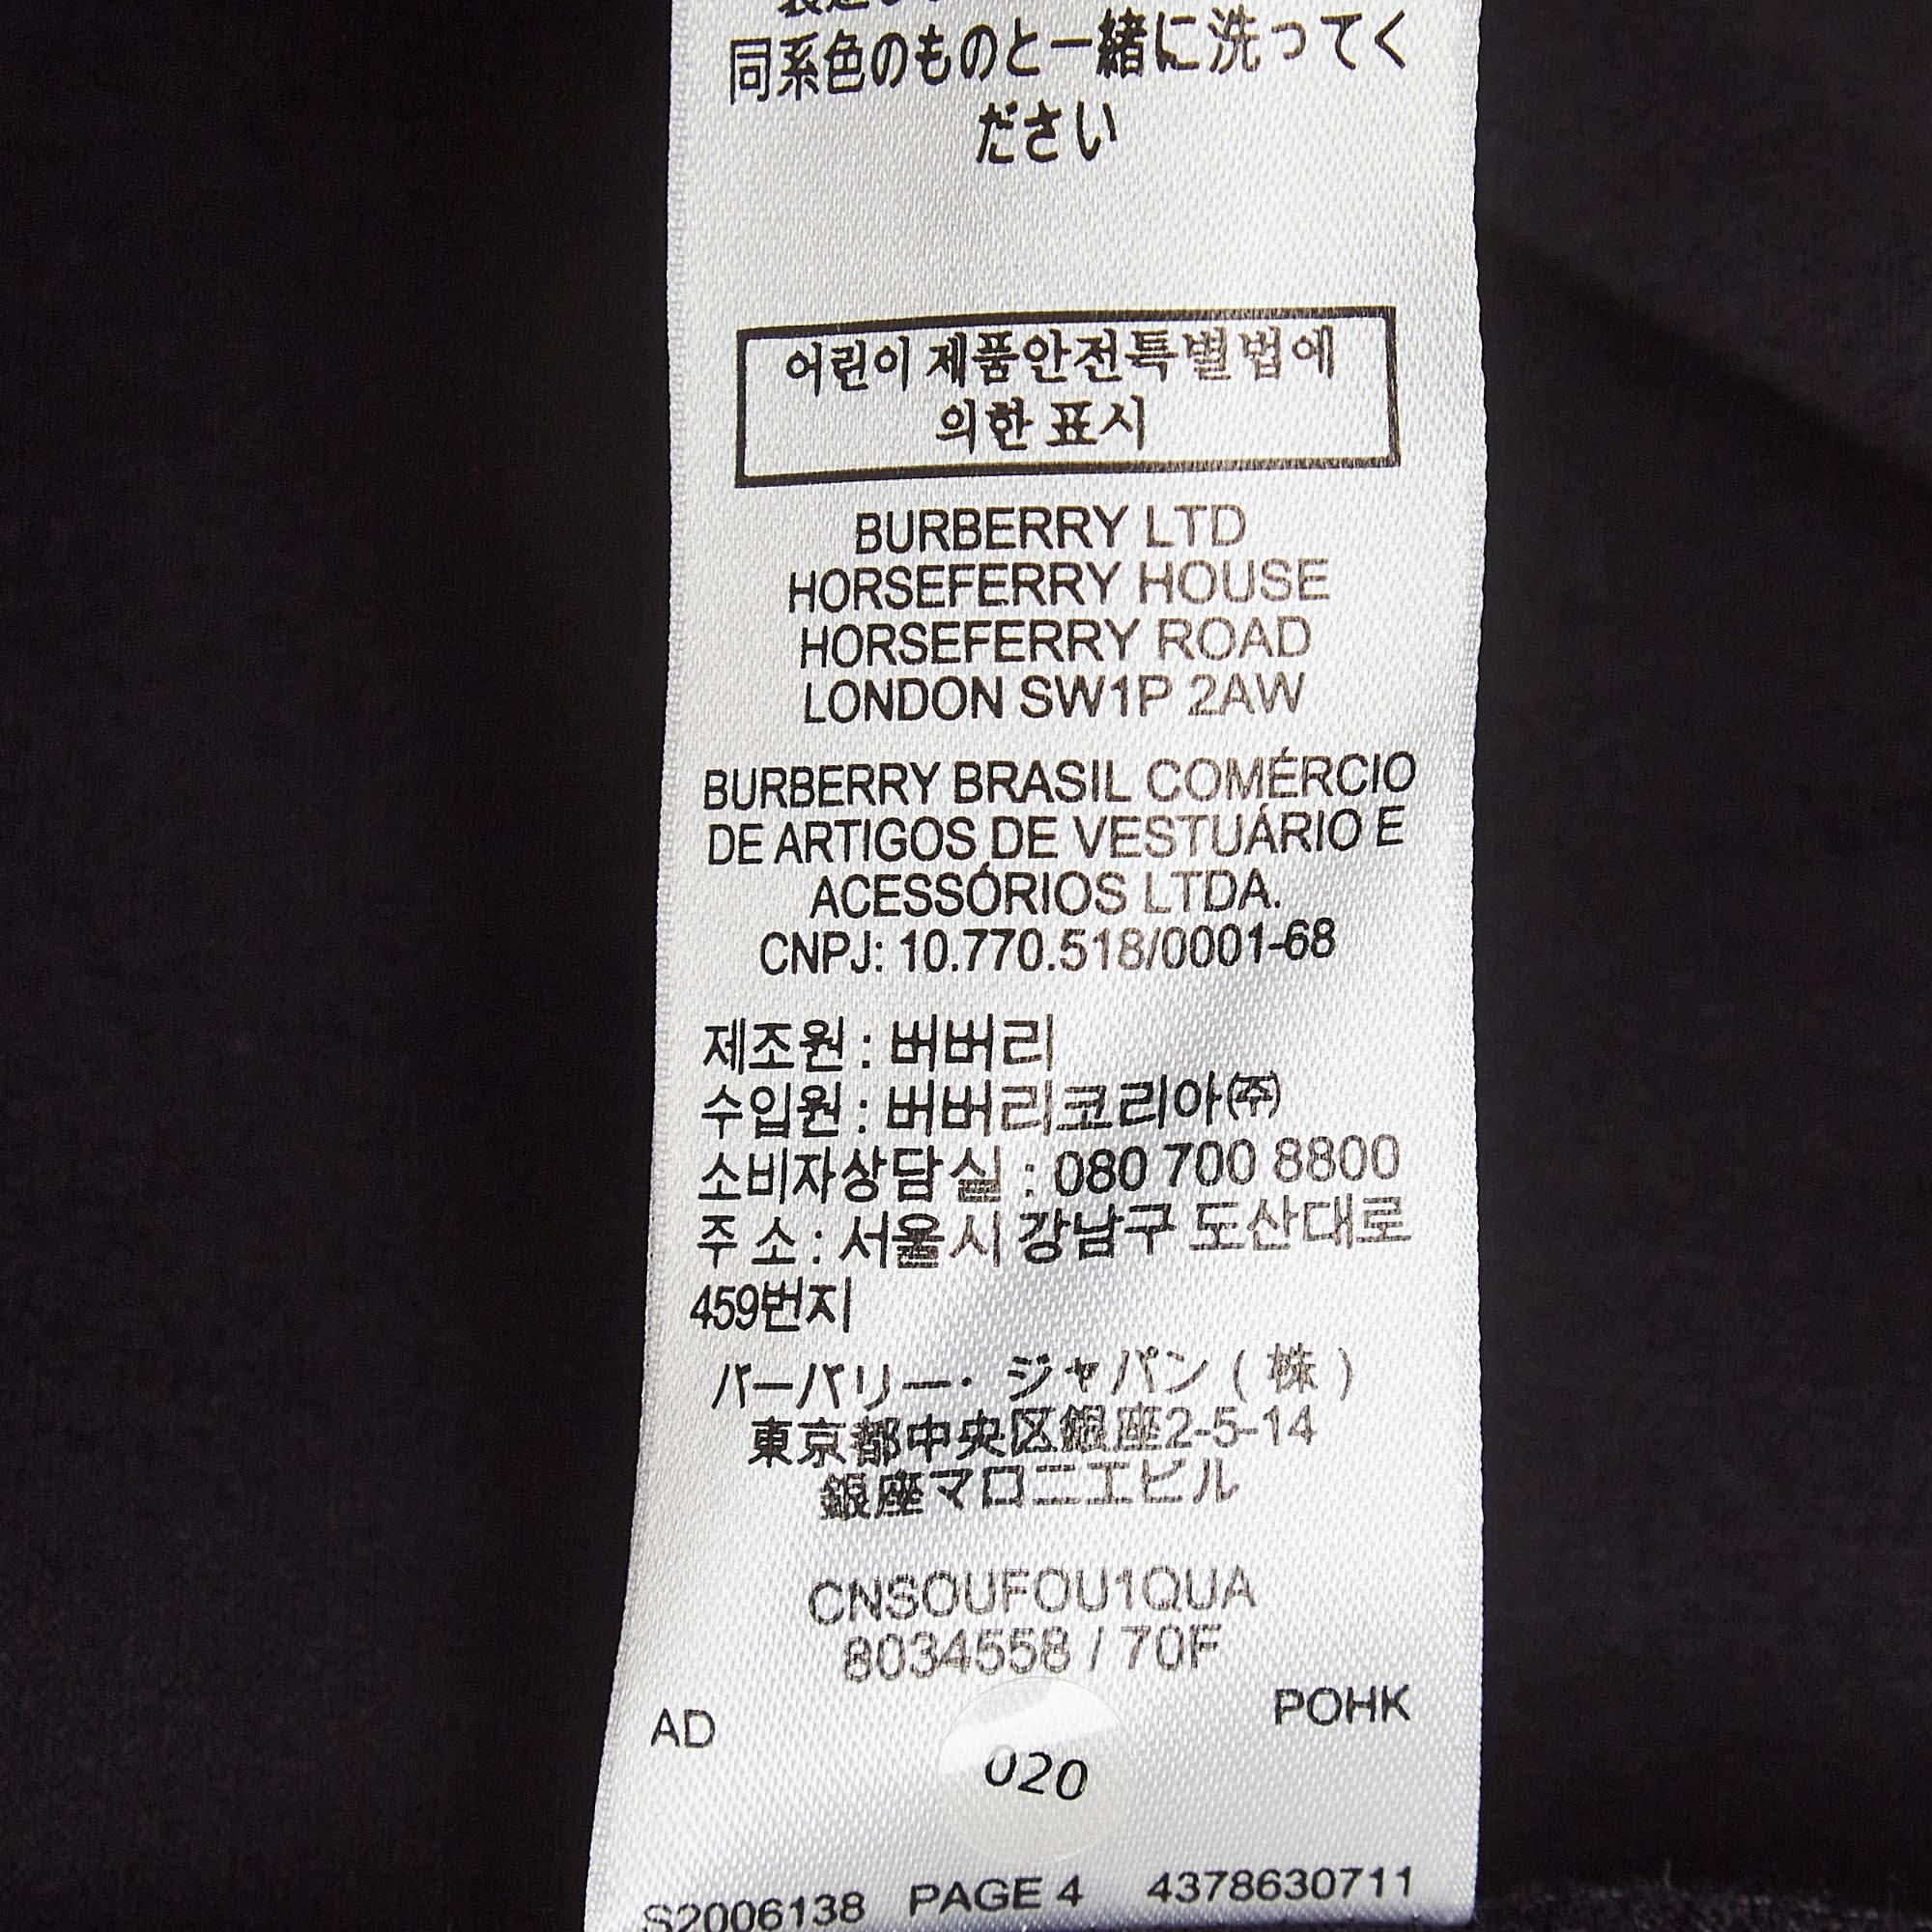 同系色のものと一緒に洗ってく
ださい
어린이 제품안전특별법에
의한 표시
BURBERRY LTD
HORSEFERRY HOUSE
HORSEFERRY ROAD
LONDON SW1P 2AW
BURBERRY BRASIL COMÉRCIO
DE ARTIGOS DE VESTUÁRIO E
ACESSÓRIOS LTDA.
CNPJ: 10.770.518/0001-68
제조원 : 버버리
수입원 : 버버리코리아㈜
소비자상담실 : 080 700 8800
주 소 : 서울시 강남구 도산대로
459번지
バーバリー・ジャパン ( 株 )
東京都中央区銀座2-5-14
銀座マロニエビル
CNSOUFOU1QUA
8034558 / 70F
AD POHK
020
S2006138 PAGE 4 4378630711